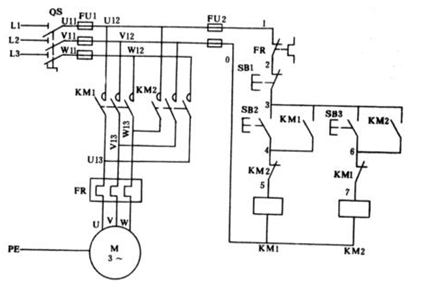 QS U11 FU1 U12 FU2 1
L1
L2 V11 V12
L3 W11 W12 0 FR
2
SB1
3
KM1 KM2 SB2 KM1 SB3 KM2
W13
V13
U13
4 6
KM2 KM1
5 7
FR
U V W
KM1 KM2
PE M
3~